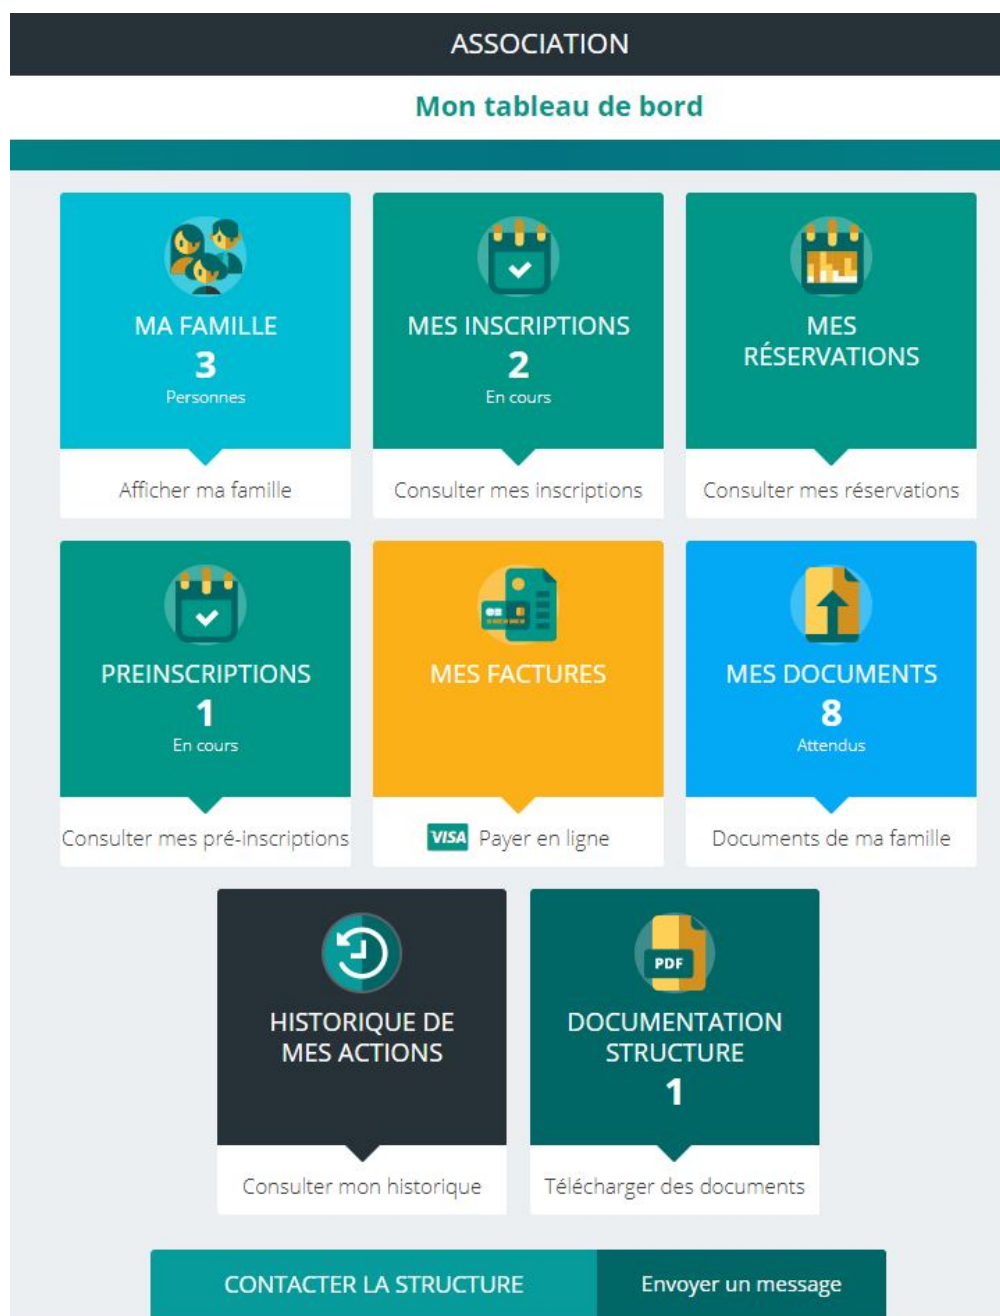 ASSOCIATION
Mon tableau de bord
MA FAMILLE
3
Personnes
Afficher ma famille
MES INSCRIPTIONS
2
En cours
Consulter mes inscriptions
MES
RÉSERVATIONS
Consulter mes réservations
PREINSCRIPTIONS
1
En cours
Consulter mes pré-inscriptions
MES FACTURES
VISA Payer en ligne
MES DOCUMENTS
8
Attendus
Documents de ma famille
HISTORIQUE DE
MES ACTIONS
Consulter mon historique
PDF
DOCUMENTATION
STRUCTURE
1
Télécharger des documents
CONTACTER LA STRUCTURE
Envoyer un message